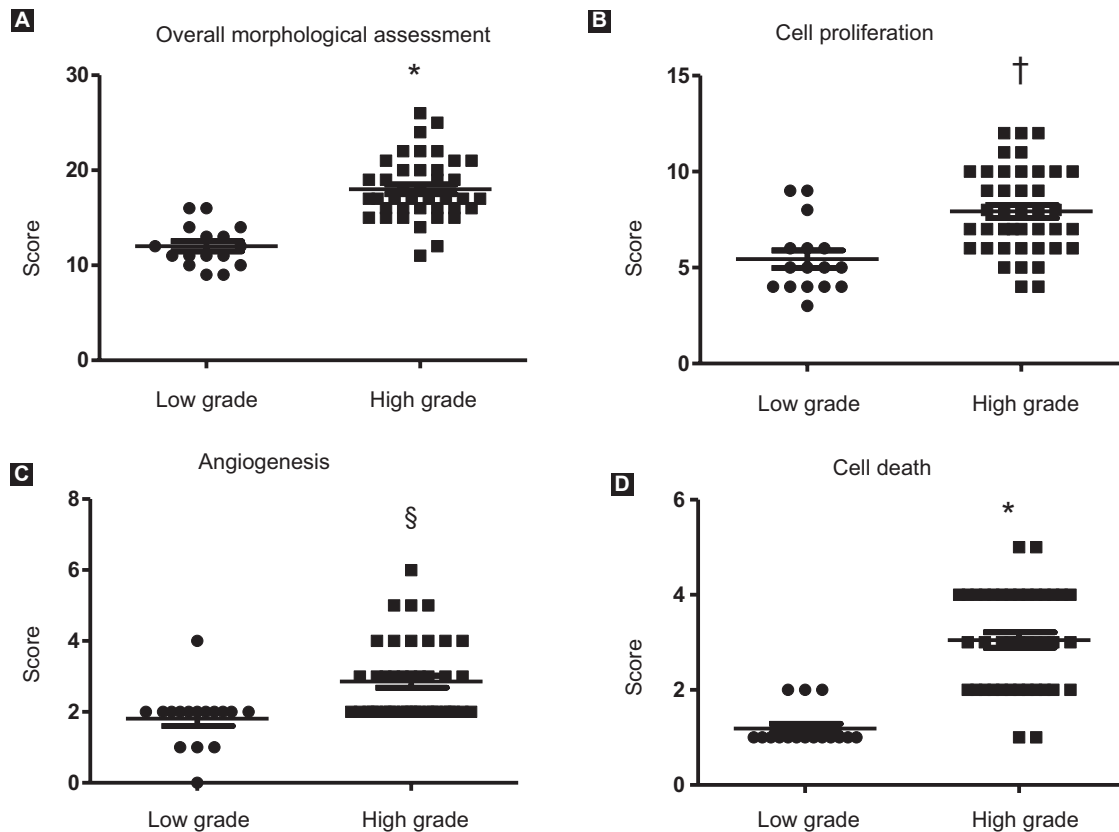 A
Overall morphological assessment
*
30
20
10
0
Score
Low grade
High grade
B
Cell proliferation
†
15
10
5
0
Score
Low grade
High grade
C
Angiogenesis
§
8
6
4
2
0
Score
Low grade
High grade
D
Cell death
*
6
4
2
0
Score
Low grade
High grade